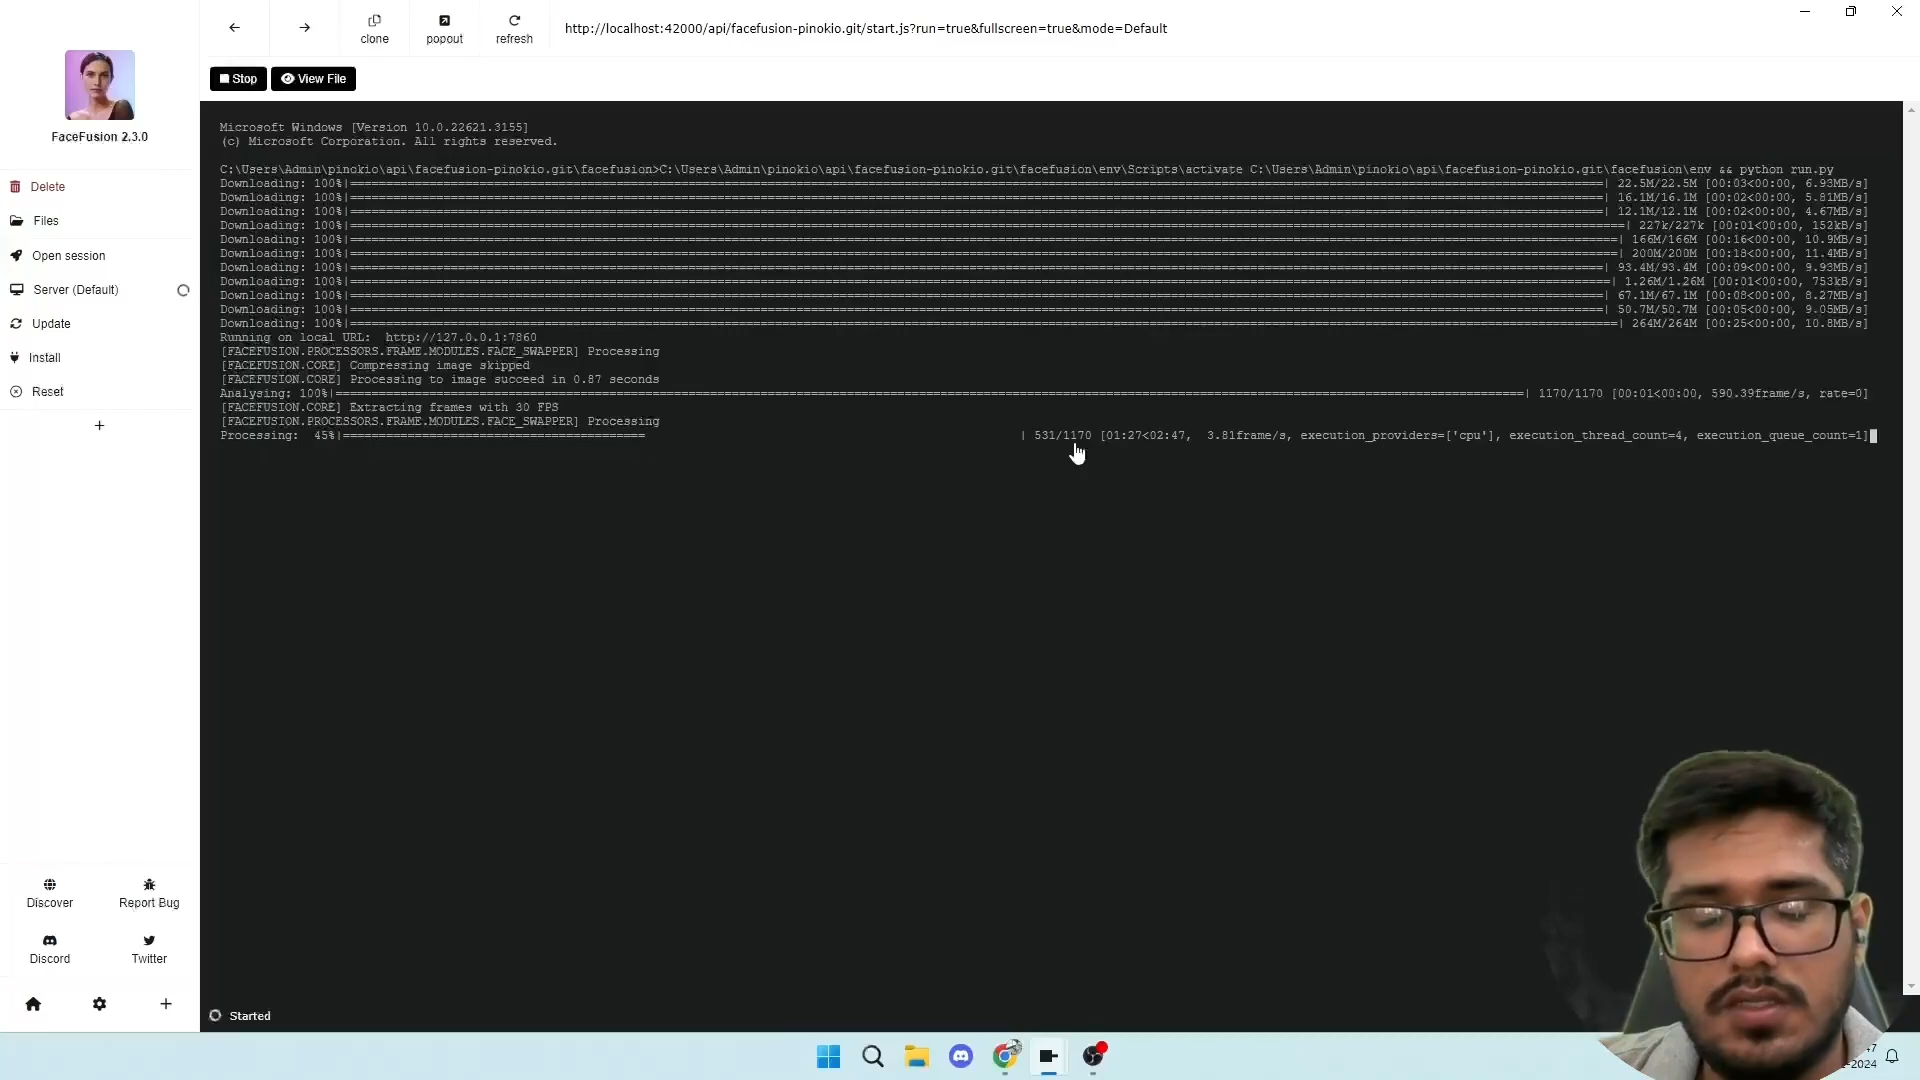 clone
popout
refresh
http://localhost:42000/api/facefusion-pinokio.git/start.js?run=true&fullscreen=true&mode=Default
Stop
View File
FaceFusion 2.3.0
Delete
Files
Open session
Server (Default)
Update
Install
Reset
Discover
Report Bug
Discord
Twitter
Microsoft Windows [Version 10.0.22621.3155]
(c) Microsoft Corporation. All rights reserved.
C:\Users\Admin\pinokio\api\facefusion-pinokio.git\facefusion>C:\Users\Admin\pinokio\api\facefusion-pinokio.git\facefusion\env\Scripts\activate C:\Users\Admin\pinokio\api\facefusion-pinokio.git\facefusion\env && python run.py
Downloading: 100%| | 22.5M/22.5M [00:03<00:00, 6.93MB/s]
Downloading: 100%| | 16.1M/16.1M [00:02<00:00, 5.81MB/s]
Downloading: 100%| | 12.1M/12.1M [00:02<00:00, 4.67MB/s]
Downloading: 100%| | 227k/227k [00:01<00:00, 152kB/s]
Downloading: 100%| | 166M/166M [00:16<00:00, 10.9MB/s]
Downloading: 100%| | 200M/200M [00:18<00:00, 11.4MB/s]
Downloading: 100%| | 93.4M/93.4M [00:09<00:00, 9.93MB/s]
Downloading: 100%| | 1.26M/1.26M [00:01<00:00, 753kB/s]
Downloading: 100%| | 67.1M/67.1M [00:08<00:00, 8.27MB/s]
Downloading: 100%| | 50.7M/50.7M [00:05<00:00, 9.05MB/s]
Downloading: 100%| | 264M/264M [00:25<00:00, 10.8MB/s]
Running on local URL: http://127.0.0.1:7860
[FACEFUSION.PROCESSORS.FRAME.MODULES.FACE_SWAPPER] Processing
[FACEFUSION.CORE] Compressing image skipped
[FACEFUSION.CORE] Processing to image succeed in 0.87 seconds
Analysing: 100%| | 1170/1170 [00:01<00:00, 590.39frame/s, rate=0]
[FACEFUSION.CORE] Extracting frames with 30 FPS
[FACEFUSION.PROCESSORS.FRAME.MODULES.FACE_SWAPPER] Processing
Processing: 45%| | 531/1170 [01:27<02:47, 3.81frame/s, execution_providers=['cpu'], execution_thread_count=4, execution_queue_count=1]
Started
-2024